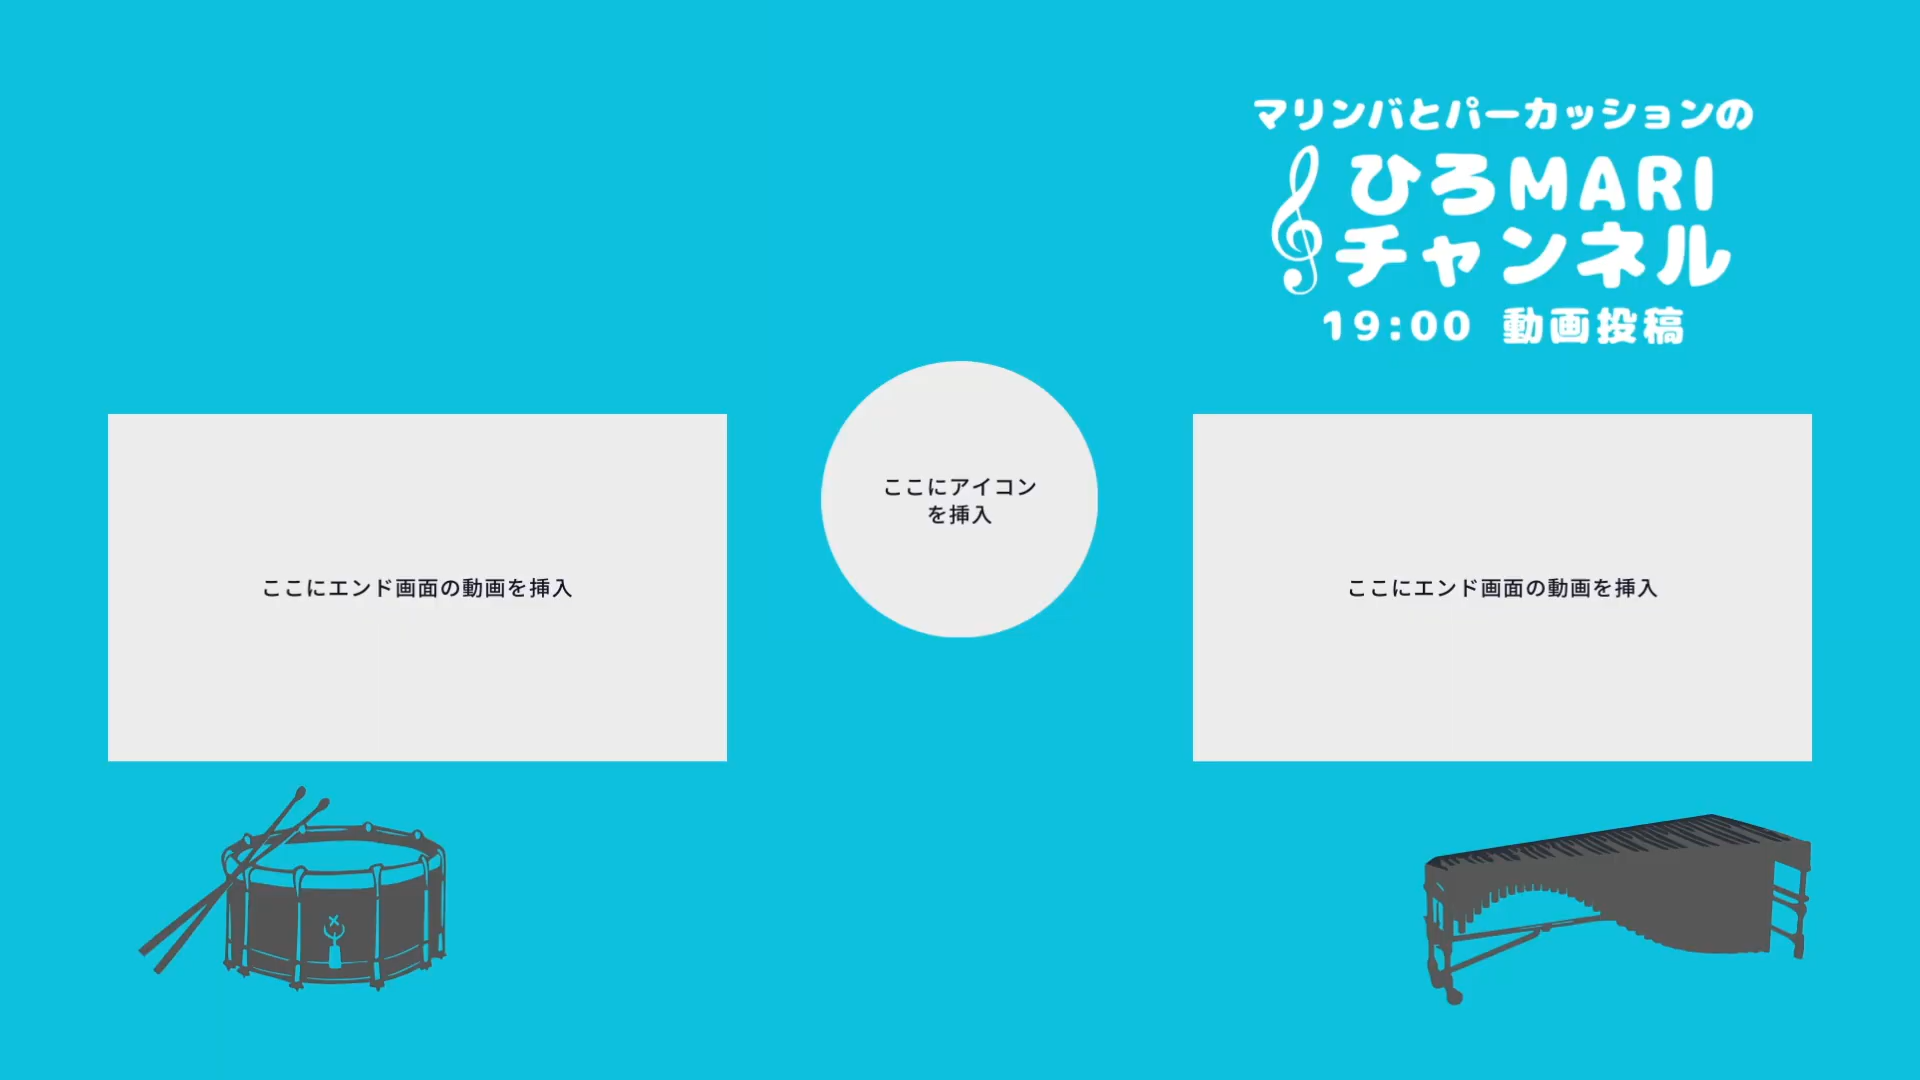 マリンバとパーカッションの
ひろMARI
チャンネル
19:00 動画投稿
ここにアイコン
を挿入
ここにエンド画面の動画を挿入
ここにエンド画面の動画を挿入